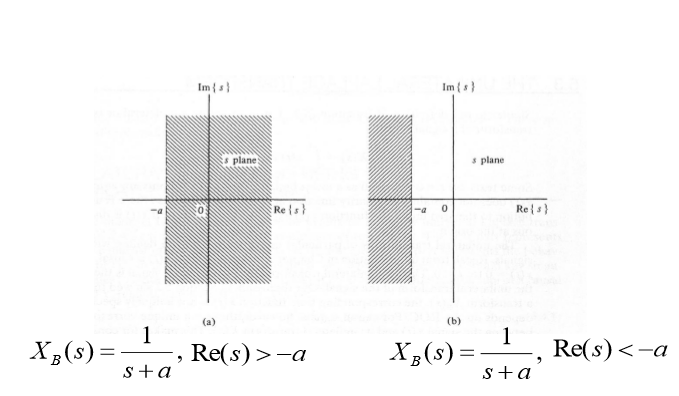 Im{s}
s plane
-a
0
Re{s}
(a)
Im{s}
s plane
-a
0
Re{s}
(b)
X_B(s) = 1/(s+a), Re(s) > -a
X_B(s) = 1/(s+a), Re(s) < -a